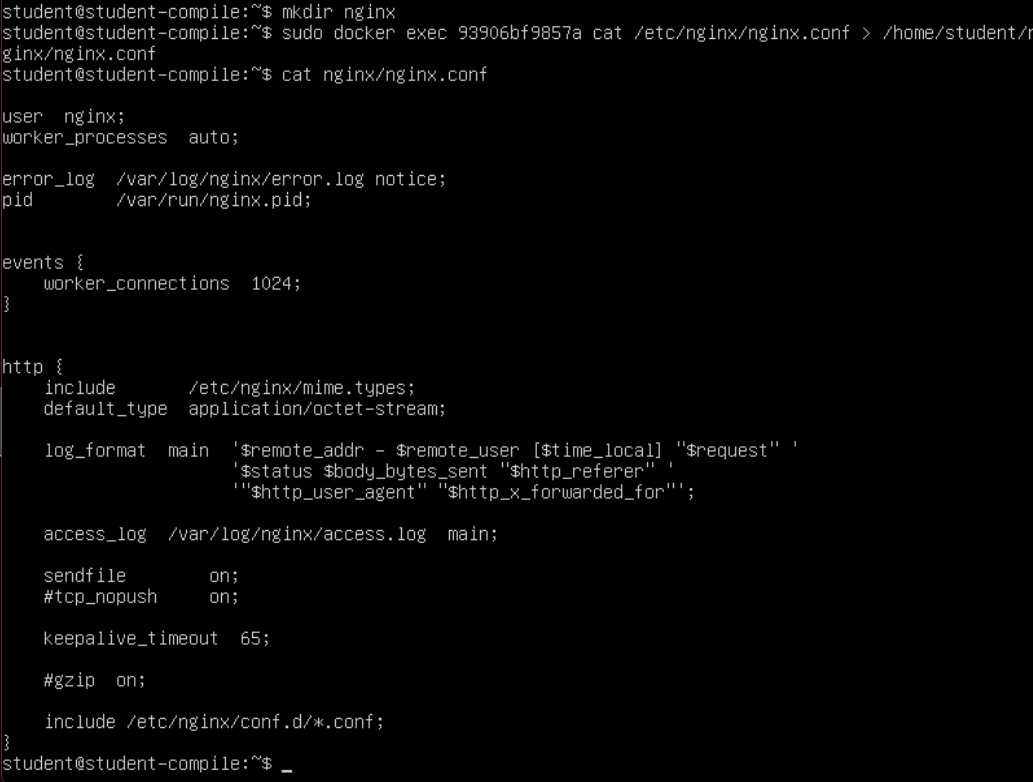 student@student-compile:~$ mkdir nginx
student@student-compile:~$ sudo docker exec 93906bf9857a cat /etc/nginx/nginx.conf > /home/student/n
ginx/nginx.conf
student@student-compile:~$ cat nginx/nginx.conf

user  nginx;
worker_processes  auto;

error_log  /var/log/nginx/error.log notice;
pid        /var/run/nginx.pid;


events {
    worker_connections  1024;
}


http {
    include       /etc/nginx/mime.types;
    default_type  application/octet-stream;

    log_format  main  '$remote_addr - $remote_user [$time_local] "$request" '
                      '$status $body_bytes_sent "$http_referer" '
                      '"$http_user_agent" "$http_x_forwarded_for"';

    access_log  /var/log/nginx/access.log  main;

    sendfile        on;
    #tcp_nopush     on;

    keepalive_timeout  65;

    #gzip  on;

    include /etc/nginx/conf.d/*.conf;
}
student@student-compile:~$ _